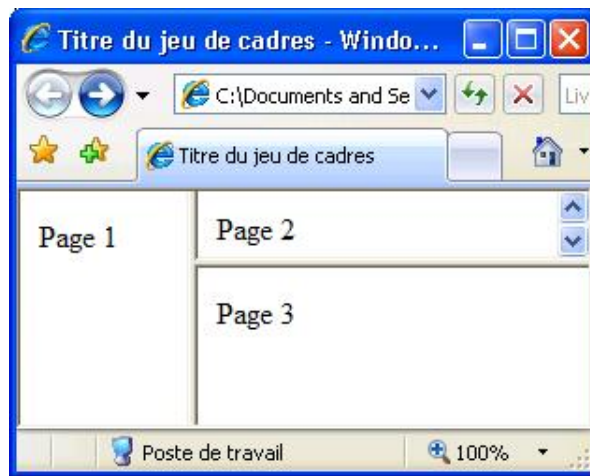 Titre du jeu de cadres - Windo...
C:\Documents and Se
Liv
Titre du jeu de cadres
Page 1
Page 2
Page 3
Poste de travail
100%